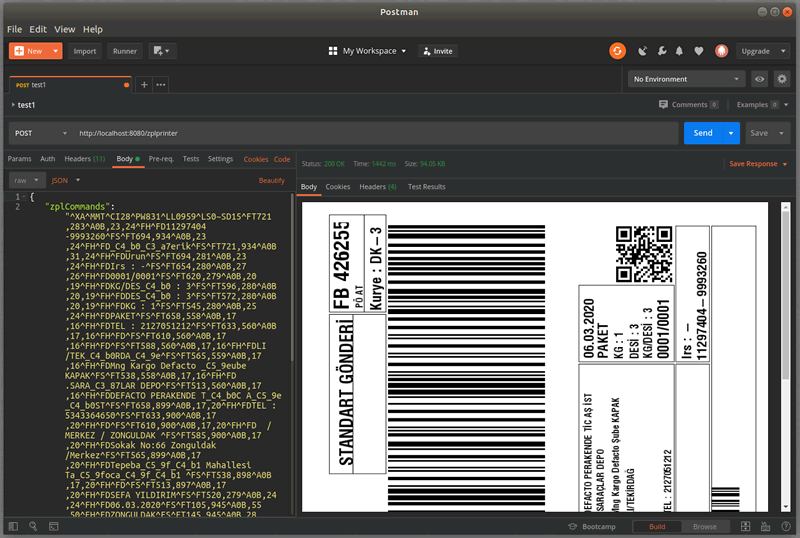 Postman
File Edit View Help
New Import Runner My Workspace Invite Upgrade
POST test1 No Environment
test1 Comments 0 Examples 0
POST http://localhost:8080/zplprinter Send Save
Params Auth Headers (11) Body Pre-req. Tests Settings Cookies Code
Status: 200 OK Time: 1442 ms Size: 94.05 KB Save Response
raw JSON Beautify
Body Cookies Headers (4) Test Results
1 {
2 "zplCommands":
"^XA^MMT^CI28^PW831^LL0959^LS0~SD15^FT721
,283^A0B,23,24^FH^FD11297404
-9993260^FS^FT694,934^A0B,23
,24^FH^FD_C4_b0_C3_a7erik^FS^FT721,934^A0B
,31,24^FH^FDUrun^FS^FT694,281^A0B,23
,24^FH^FDIrs : -^FS^FT654,280^A0B,27
,26^FH^FD0001/0001^FS^FT620,279^A0B,20
,19^FH^FDKG/DES_C4_b0 : 3^FS^FT596,280^A0B
,20,19^FH^FDDES_C4_b0 : 3^FS^FT572,280^A0B
,20,19^FH^FDKG : 1^FS^FT545,280^A0B,25
,24^FH^FDPAKET^FS^FT658,558^A0B,17
,16^FH^FDTEL : 2127051212^FS^FT633,560^A0B
,17,16^FH^FD^FS^FT610,560^A0B,17
,16^FH^FD^FS^FT588,560^A0B,17,16^FH^FDLI
/TEK_C4_b0RDA_C4_9e^FS^FT565,559^A0B,17
,16^FH^FDMng Kargo Defacto _C5_9eube
KAPAK^FS^FT538,558^A0B,17,16^FH^FD
.SARA_C3_87LAR DEPO^FS^FT513,560^A0B,17
,16^FH^FDDEFACTO PERAKENDE T_C4_b0C A_C5_9e
_C4_b0ST^FS^FT658,899^A0B,17,20^FH^FDTEL :
5343364650^FS^FT633,900^A0B,17
,20^FH^FD^FS^FT610,900^A0B,17,20^FH^FD  /
MERKEZ / ZONGULDAK ^FS^FT585,900^A0B,17
,20^FH^FDSokak No:66 Zonguldak
/Merkez^FS^FT565,899^A0B,17
,20^FH^FDTepeba_C5_9f_C4_b1 Mahallesi
Ta_C5_9foca_C4_9f_C4_b1 ^FS^FT538,898^A0B
,17,20^FH^FD^FS^FT513,897^A0B,17
,20^FH^FDSEFA YILDIRIM^FS^FT520,279^A0B,24
,24^FH^FD06.03.2020^FS^FT105,945^A0B,55
,50^FH^FDZONGULDAK^FS^FT145,945^A0B,28
FB 426255
PÖ AT
Kurye : DK-3
STANDART GÖNDERİ
06.03.2020
PAKET
KG : 1
DESİ : 3
KG/DESİ : 3
0001/0001
Irs : -
11297404-9993260
DEFACTO PERAKENDE TİC AŞ İST
SARAÇLAR DEPO
Mng Kargo Defacto Sube KAPAK
I/TEKİRDAG
TEL : 2127051212
Bootcamp Build Browse